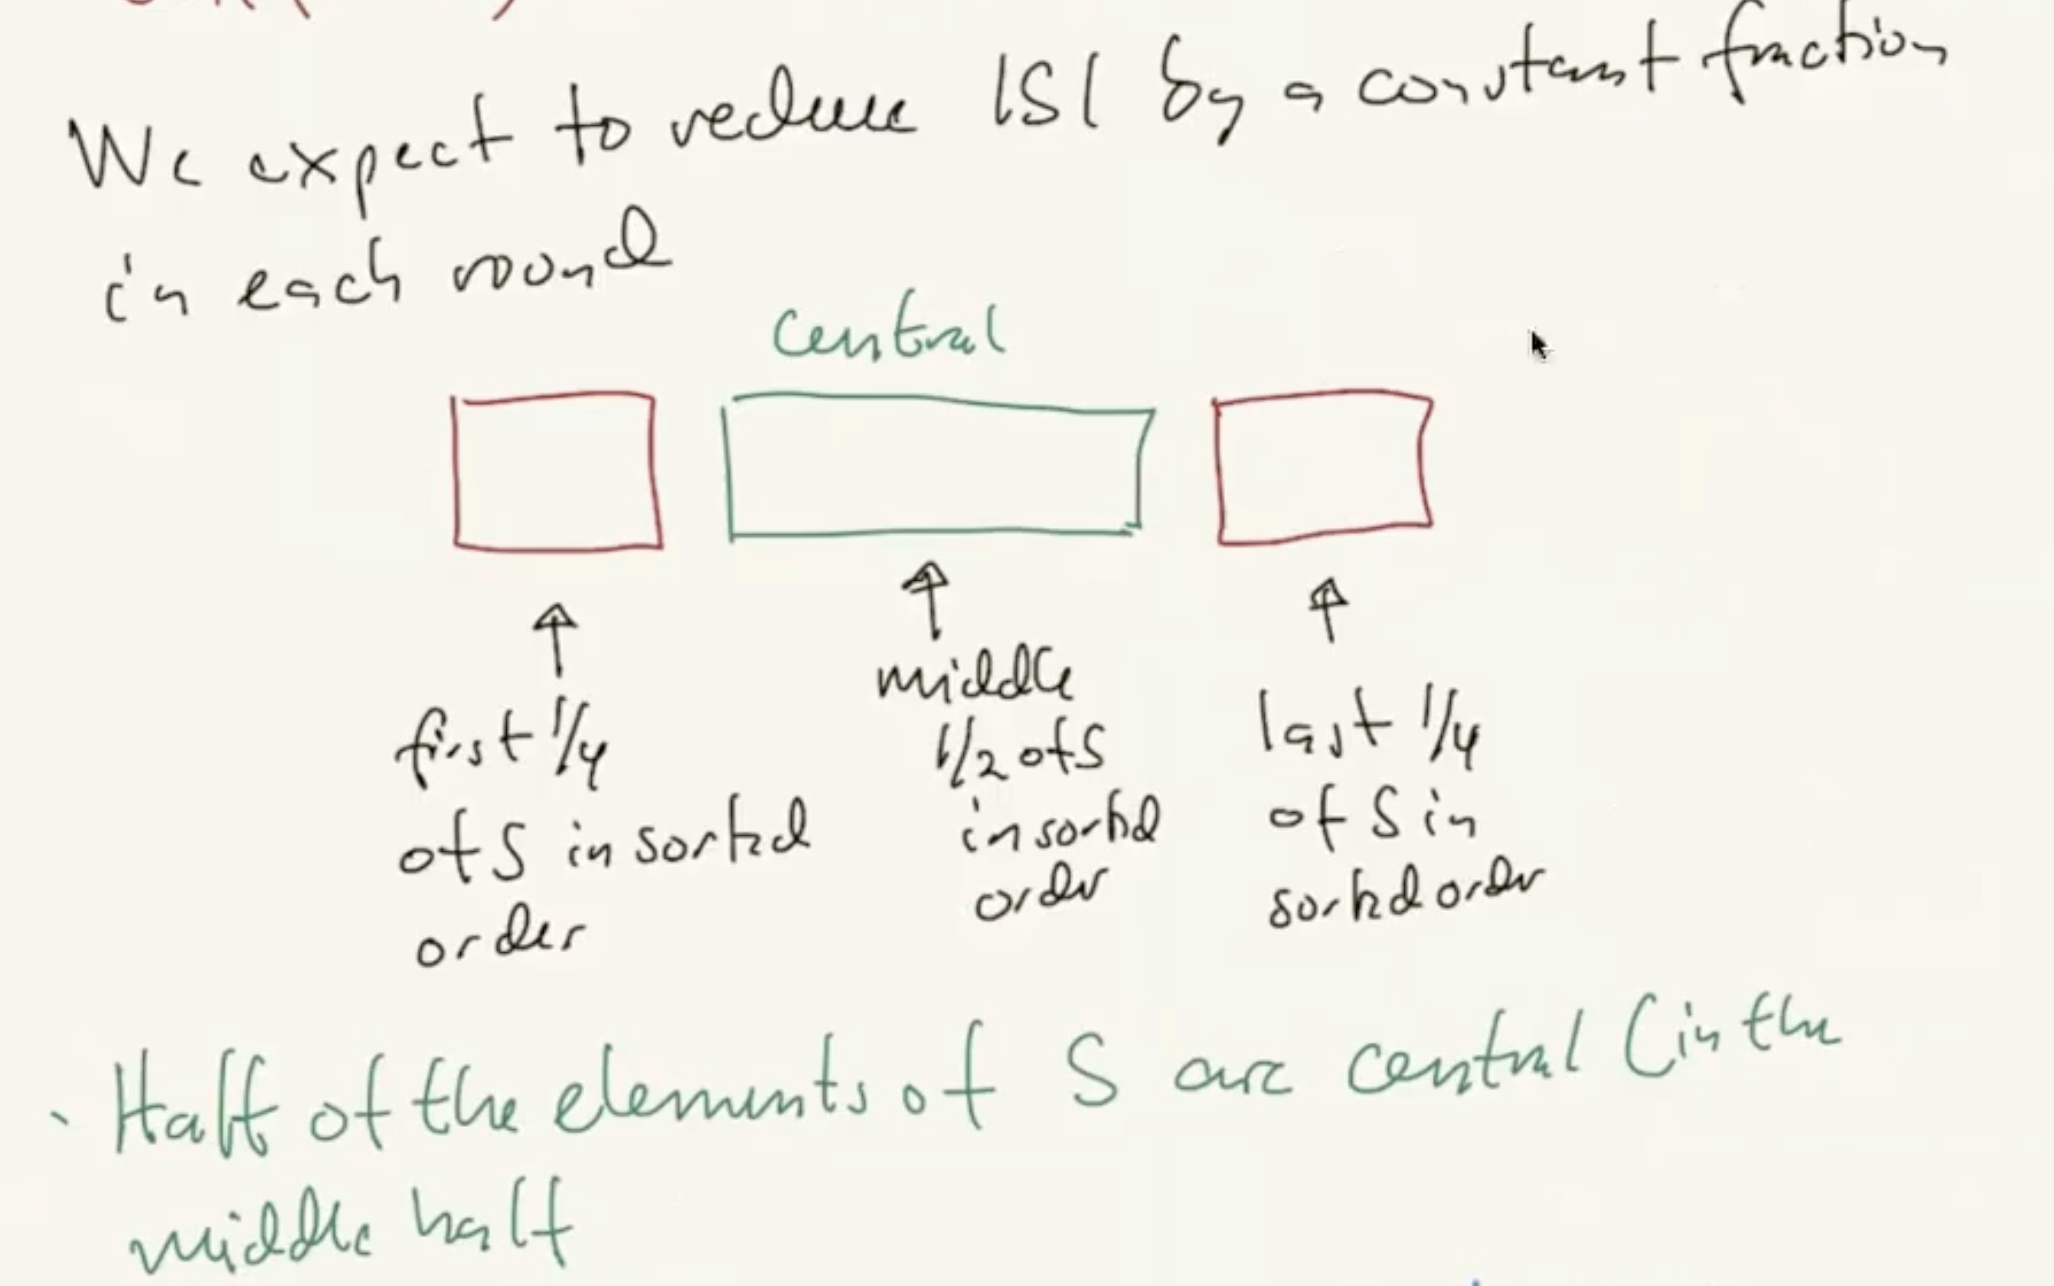 We expect to reduce |S| by a constant fraction
in each round
central
first 1/4
of S in sorted
order
middle
1/2 of S
in sorted
order
last 1/4
of S in
sorted order
· Half of the elements of S are central (in the
middle half